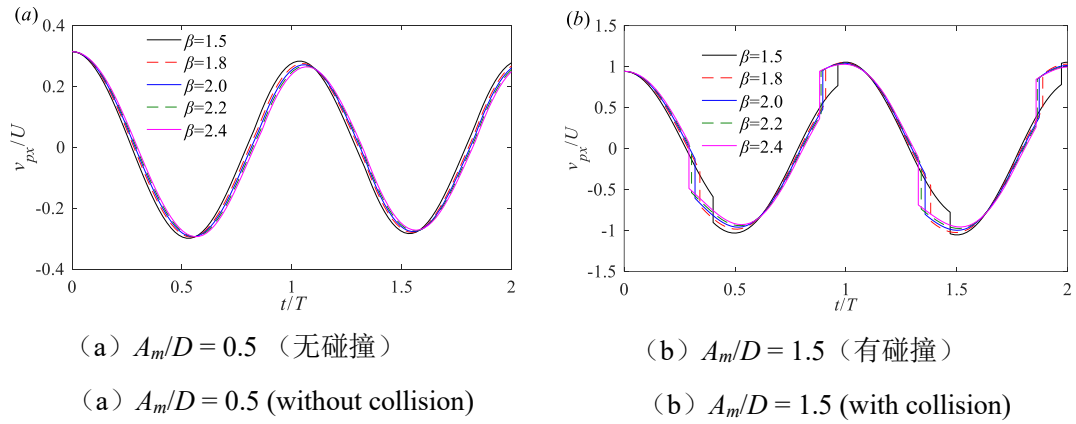 (a)
0.4
0.2
0
-0.2
-0.4
v_px/U
β=1.5
β=1.8
β=2.0
β=2.2
β=2.4
0 0.5 1 1.5 2
t/T
(b)
1.5
1
0.5
0
-0.5
-1
-1.5
v_px/U
β=1.5
β=1.8
β=2.0
β=2.2
β=2.4
0 0.5 1 1.5 2
t/T
（a）A_m/D = 0.5 （无碰撞）
（b）A_m/D = 1.5（有碰撞）
（a）A_m/D = 0.5 (without collision)
（b）A_m/D = 1.5 (with collision)